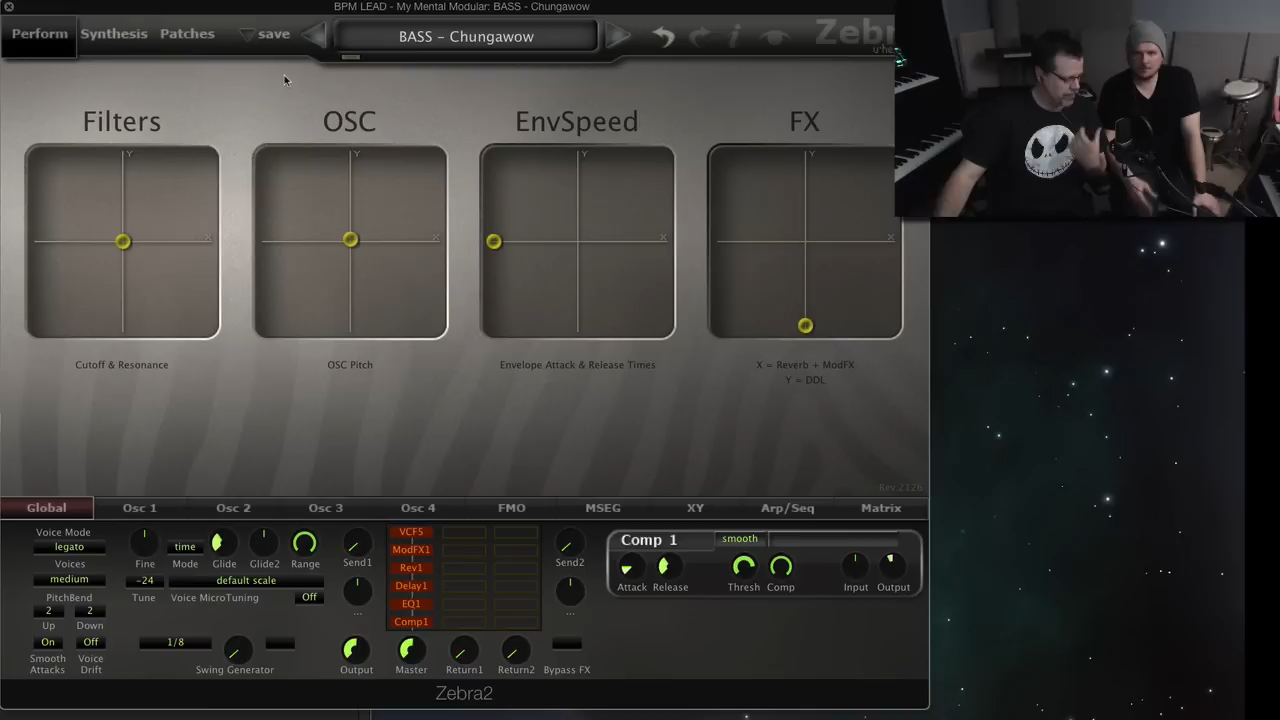 BPM LEAD - My Mental Modular: BASS - Chungawow
Perform Synthesis Patches save BASS - Chungawow Zeb
u'he
Filters OSC EnvSpeed FX
Y Y Y Y
X X X X
Cutoff & Resonance OSC Pitch Envelope Attack & Release Times X = Reverb + ModFX
Y = DDL
Rev.2126
Global Osc 1 Osc 2 Osc 3 Osc 4 FMO MSEG XY Arp/Seq Matrix
Voice Mode
legato
Voices
medium
PitchBend
2 2
Up Down
On Off
Smooth Attacks
Voice Drift
time
Fine Mode Glide Glide2 Range
-24 default scale
Tune Voice MicroTuning Off
1/8
Swing Generator
Send1
...
Output
VCF5
ModFX1
Rev1
Delay1
EQ1
Comp1
Master Return1 Return2
Send2
...
Bypass FX
Comp 1 smooth
Attack Release Thresh Comp Input Output
Zebra2